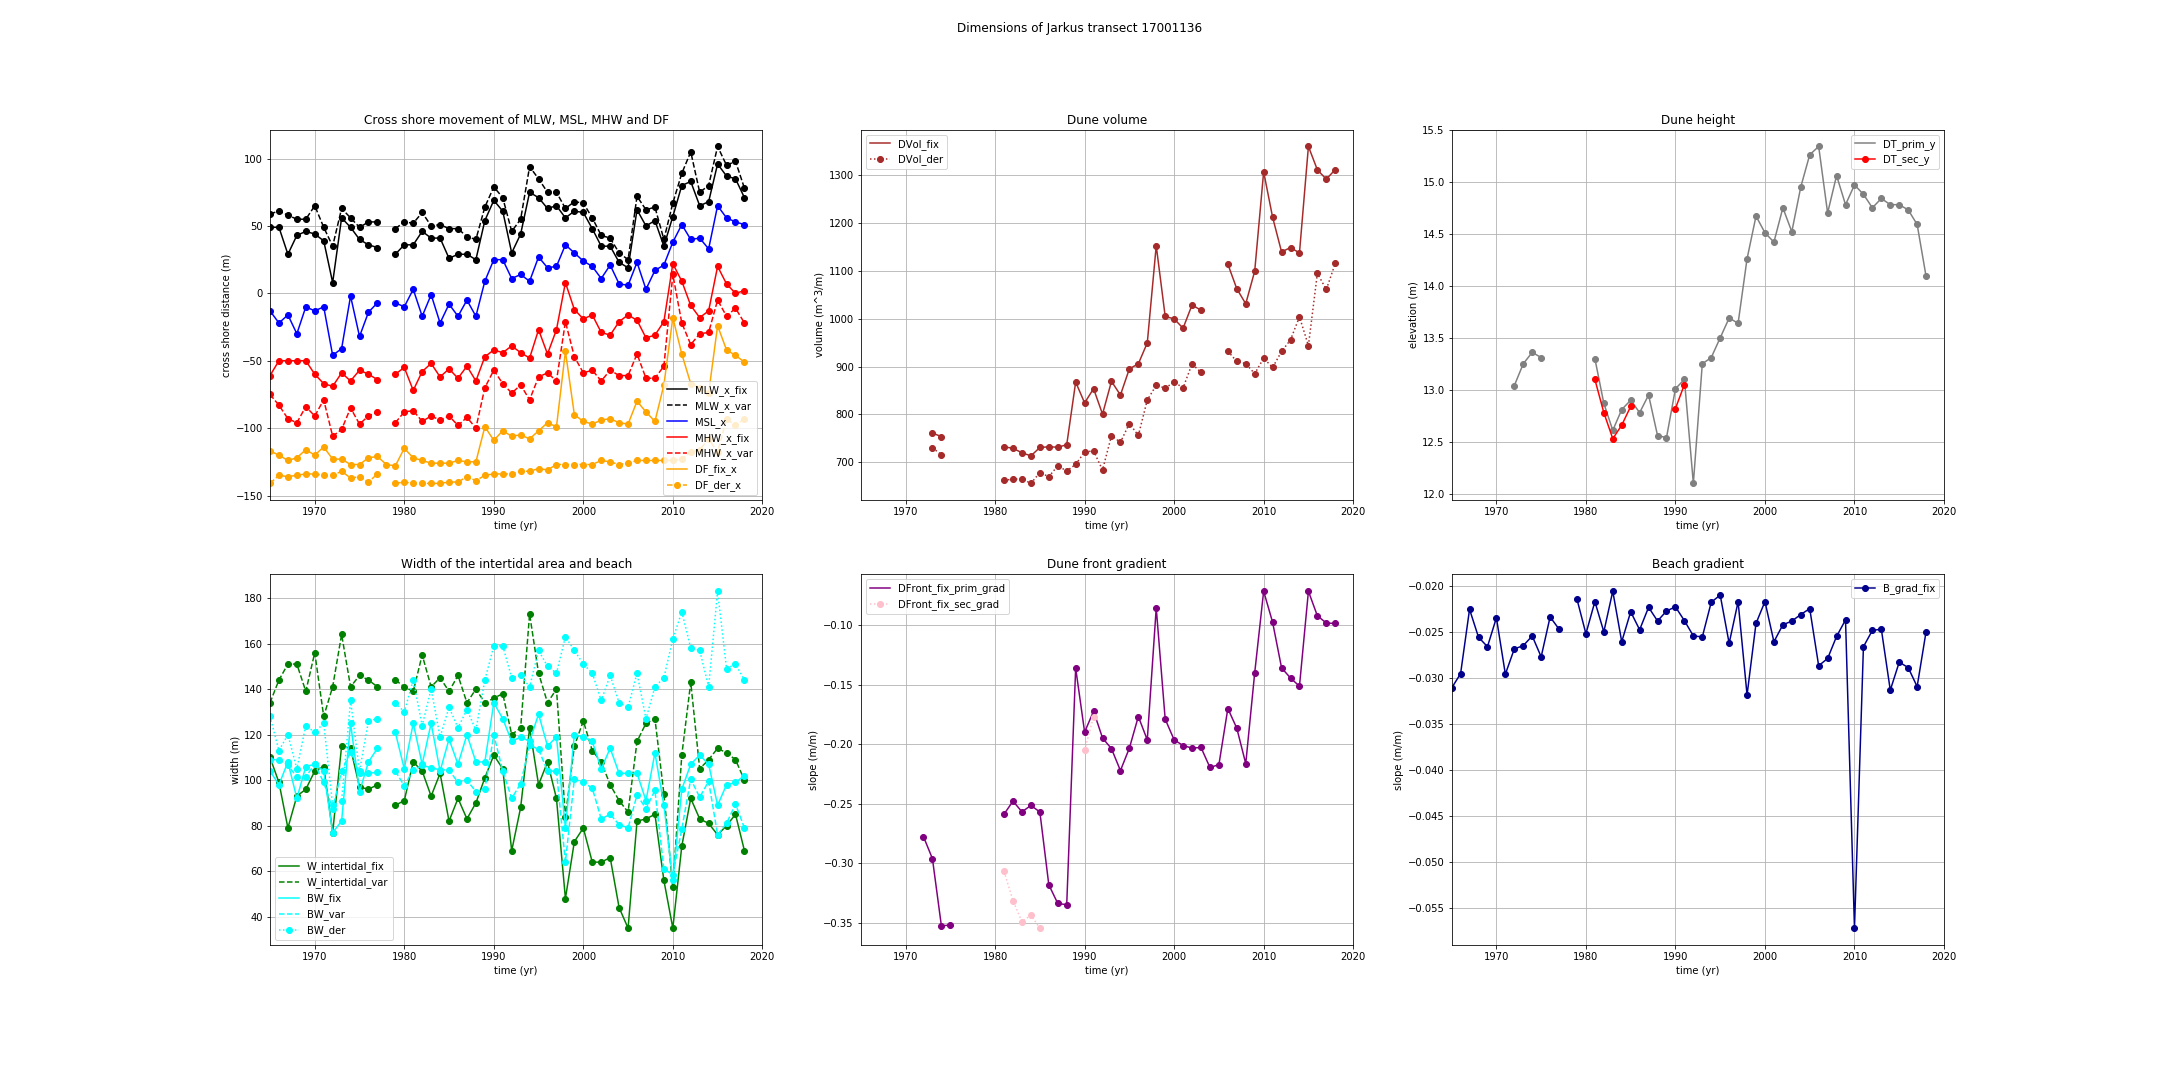 Dimensions of Jarkus transect 17001136
Cross shore movement of MLW, MSL, MHW and DF
cross shore distance (m)
100
50
0
−50
−100
−150
MLW_x_fix
MLW_x_var
MSL_x
MHW_x_fix
MHW_x_var
DF_fix_x
DF_der_x
1970 1980 1990 2000 2010 2020
time (yr)
Dune volume
volume (m^3/m)
1300
1200
1100
1000
900
800
700
DVol_fix
DVol_der
1970 1980 1990 2000 2010 2020
time (yr)
Dune height
elevation (m)
15.5
15.0
14.5
14.0
13.5
13.0
12.5
12.0
DT_prim_y
DT_sec_y
1970 1980 1990 2000 2010 2020
time (yr)
Width of the intertidal area and beach
width (m)
180
160
140
120
100
80
60
40
W_intertidal_fix
W_intertidal_var
BW_fix
BW_var
BW_der
1970 1980 1990 2000 2010 2020
time (yr)
Dune front gradient
slope (m/m)
−0.10
−0.15
−0.20
−0.25
−0.30
−0.35
DFront_fix_prim_grad
DFront_fix_sec_grad
1970 1980 1990 2000 2010 2020
time (yr)
Beach gradient
slope (m/m)
−0.020
−0.025
−0.030
−0.035
−0.040
−0.045
−0.050
−0.055
B_grad_fix
1970 1980 1990 2000 2010 2020
time (yr)